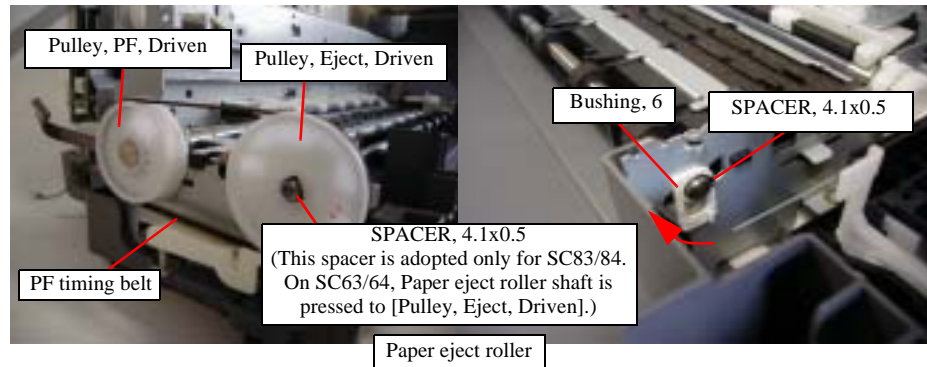 Pulley, PF, Driven
Pulley, Eject, Driven
Bushing, 6
SPACER, 4.1x0.5
SPACER, 4.1x0.5
(This spacer is adopted only for SC83/84.
On SC63/64, Paper eject roller shaft is
pressed to [Pulley, Eject, Driven].)
PF timing belt
Paper eject roller